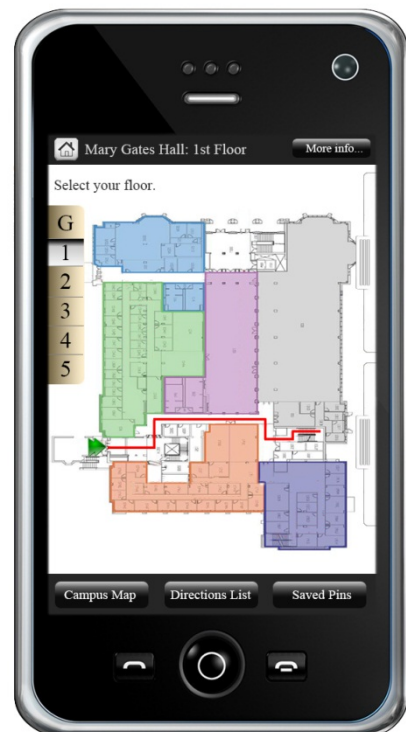 Mary Gates Hall: 1st Floor
More info...
Select your floor.
G
1
2
3
4
5
Campus Map
Directions List
Saved Pins